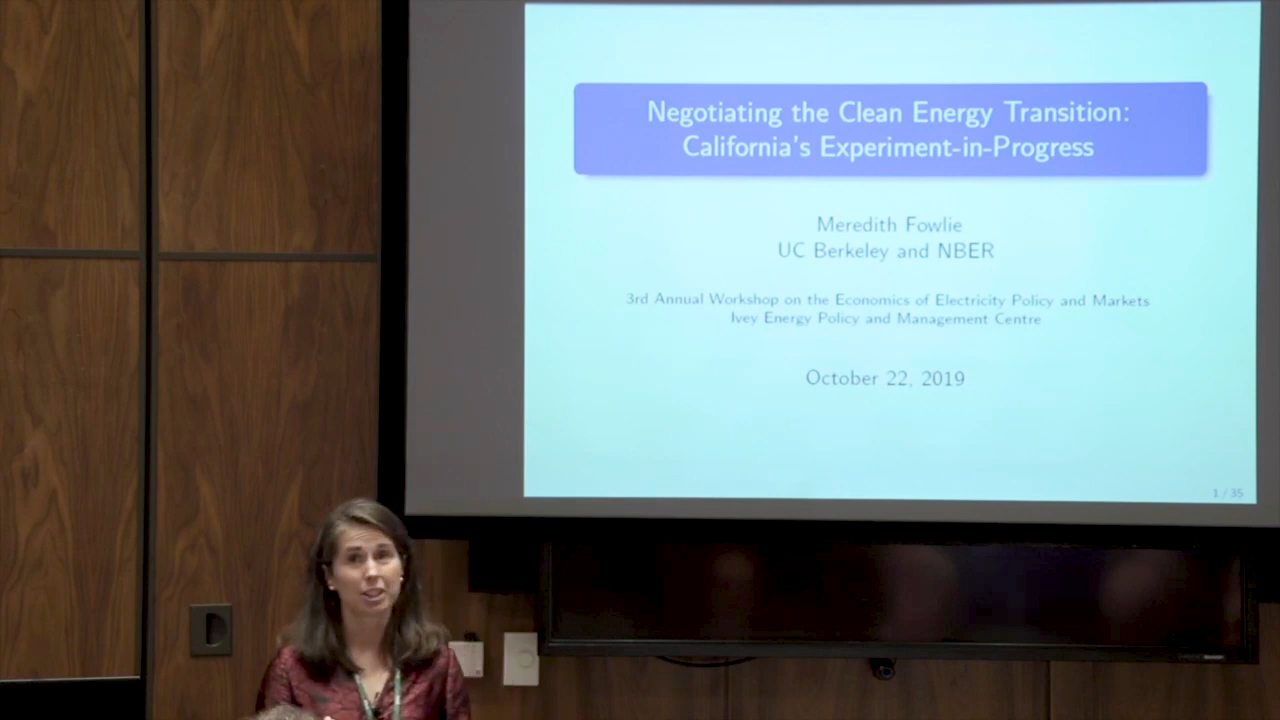 Negotiating the Clean Energy Transition:
California's Experiment-in-Progress
Meredith Fowlie
UC Berkeley and NBER
3rd Annual Workshop on the Economics of Electricity Policy and Markets
Ivey Energy Policy and Management Centre
October 22, 2019
1 / 35